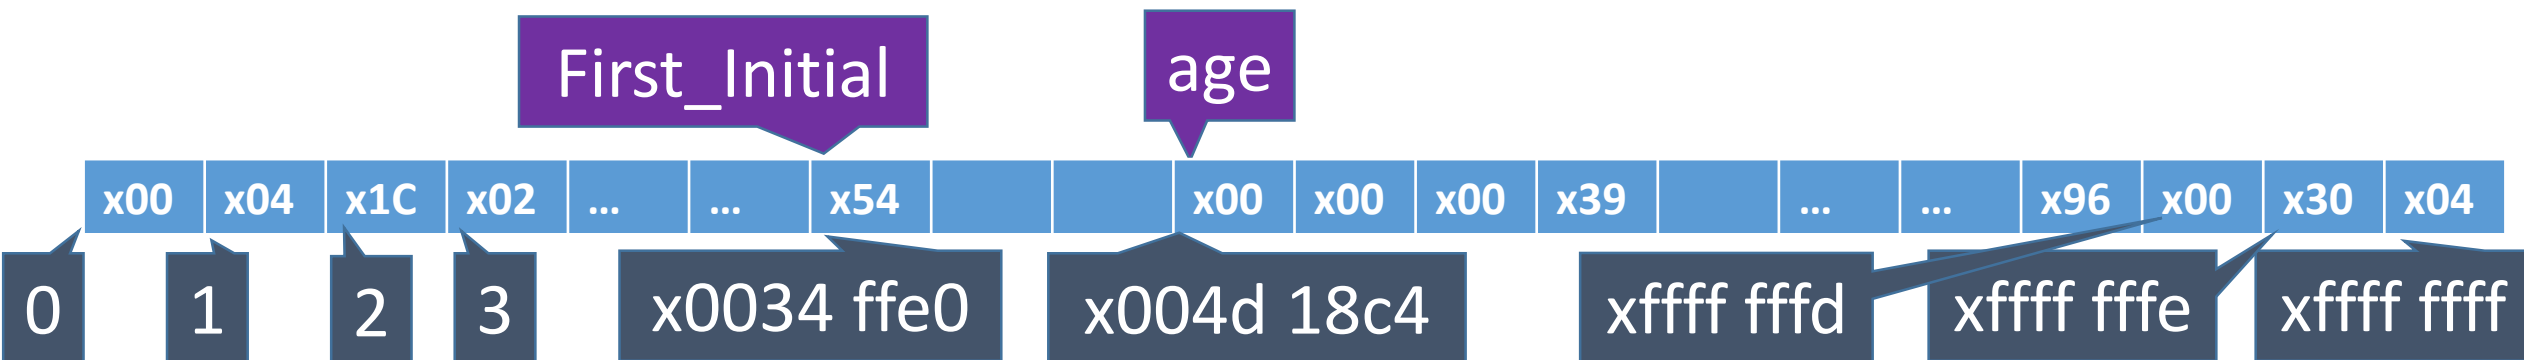 First_Initial age
x00 x04 x1C x02 ... ... x54 x00 x00 x00 x39 ... ... x96 x00 x30 x04
0 1 2 3 x0034 ffe0 x004d 18c4 xffff fffd xffff fffe xffff ffff